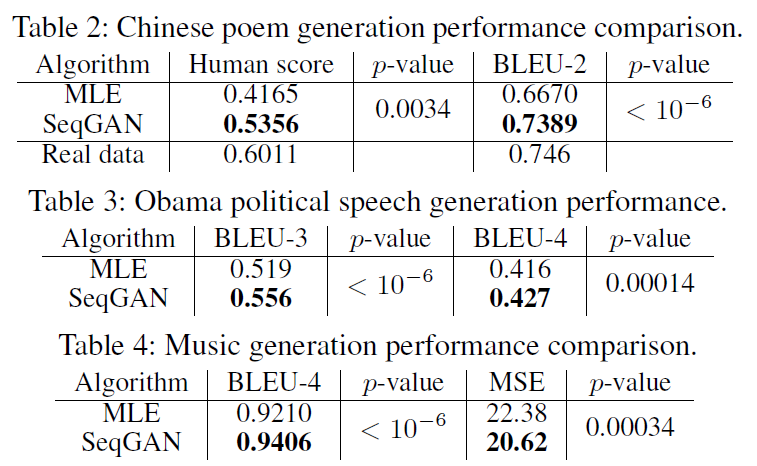 Table 2: Chinese poem generation performance comparison.
Algorithm Human score p-value BLEU-2 p-value
MLE 0.4165 0.0034 0.6670 < 10⁻⁶
SeqGAN 0.5356 0.7389
Real data 0.6011 0.746
Table 3: Obama political speech generation performance.
Algorithm BLEU-3 p-value BLEU-4 p-value
MLE 0.519 < 10⁻⁶ 0.416 0.00014
SeqGAN 0.556 0.427
Table 4: Music generation performance comparison.
Algorithm BLEU-4 p-value MSE p-value
MLE 0.9210 < 10⁻⁶ 22.38 0.00034
SeqGAN 0.9406 20.62